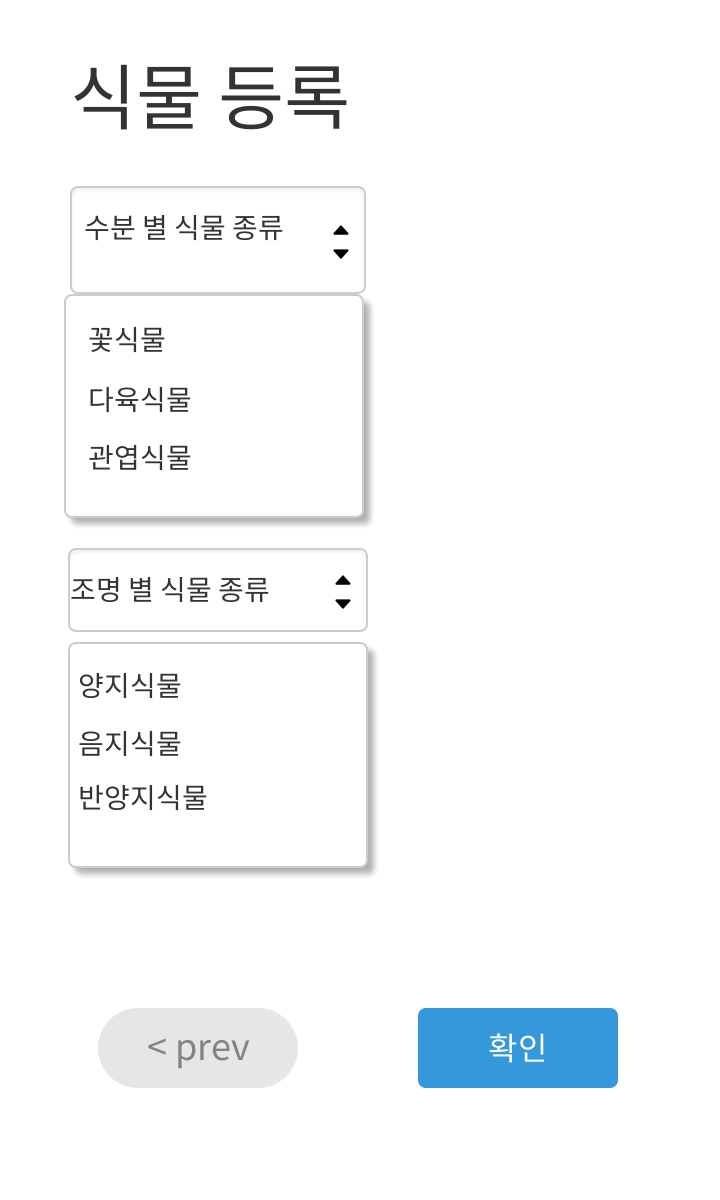 식물 등록
수분 별 식물 종류
꽃식물
다육식물
관엽식물
조명 별 식물 종류
양지식물
음지식물
반양지식물
< prev
확인